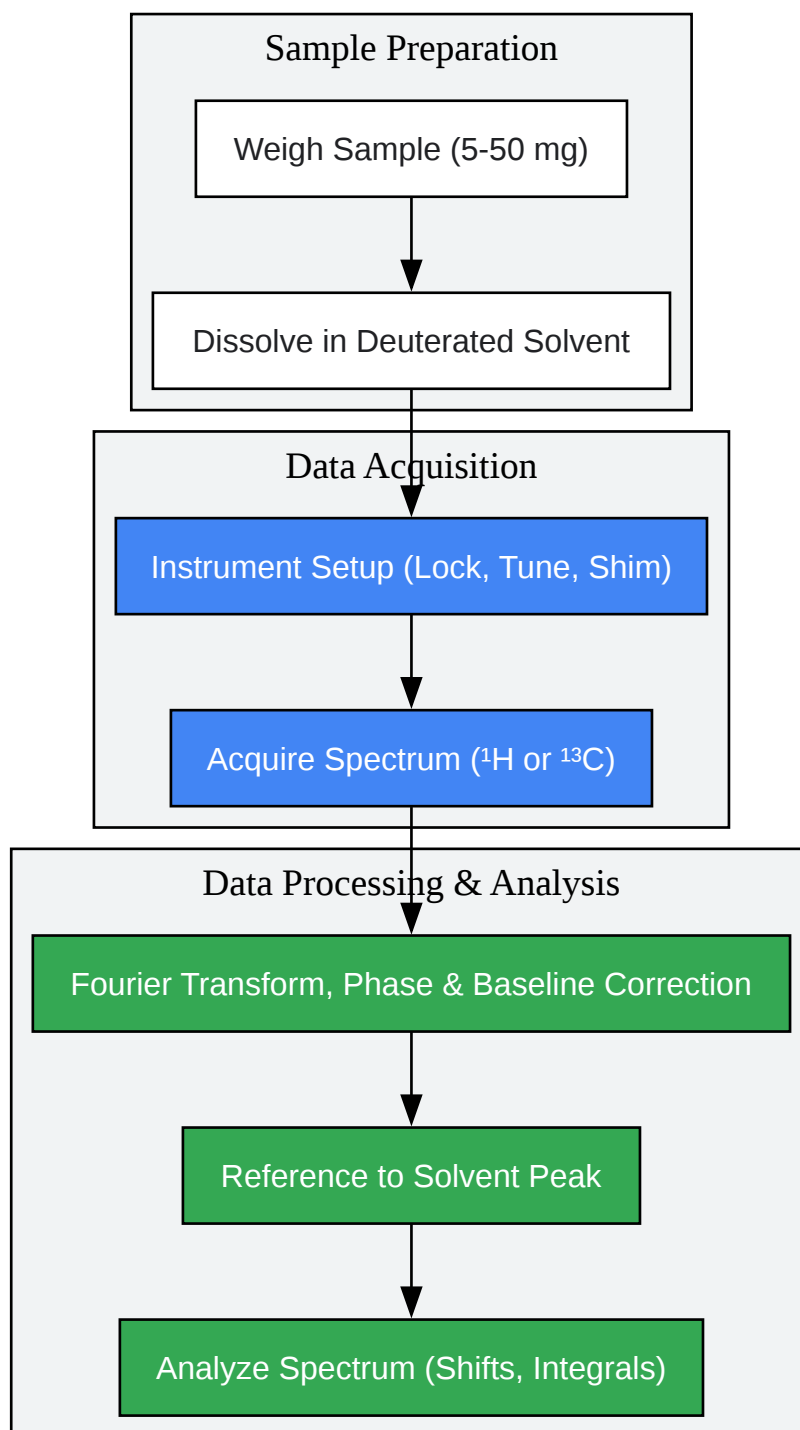 Sample Preparation
Weigh Sample (5-50 mg)
Dissolve in Deuterated Solvent
Data Acquisition
Instrument Setup (Lock, Tune, Shim)
Acquire Spectrum (¹H or ¹³C)
Data Processing & Analysis
Fourier Transform, Phase & Baseline Correction
Reference to Solvent Peak
Analyze Spectrum (Shifts, Integrals)